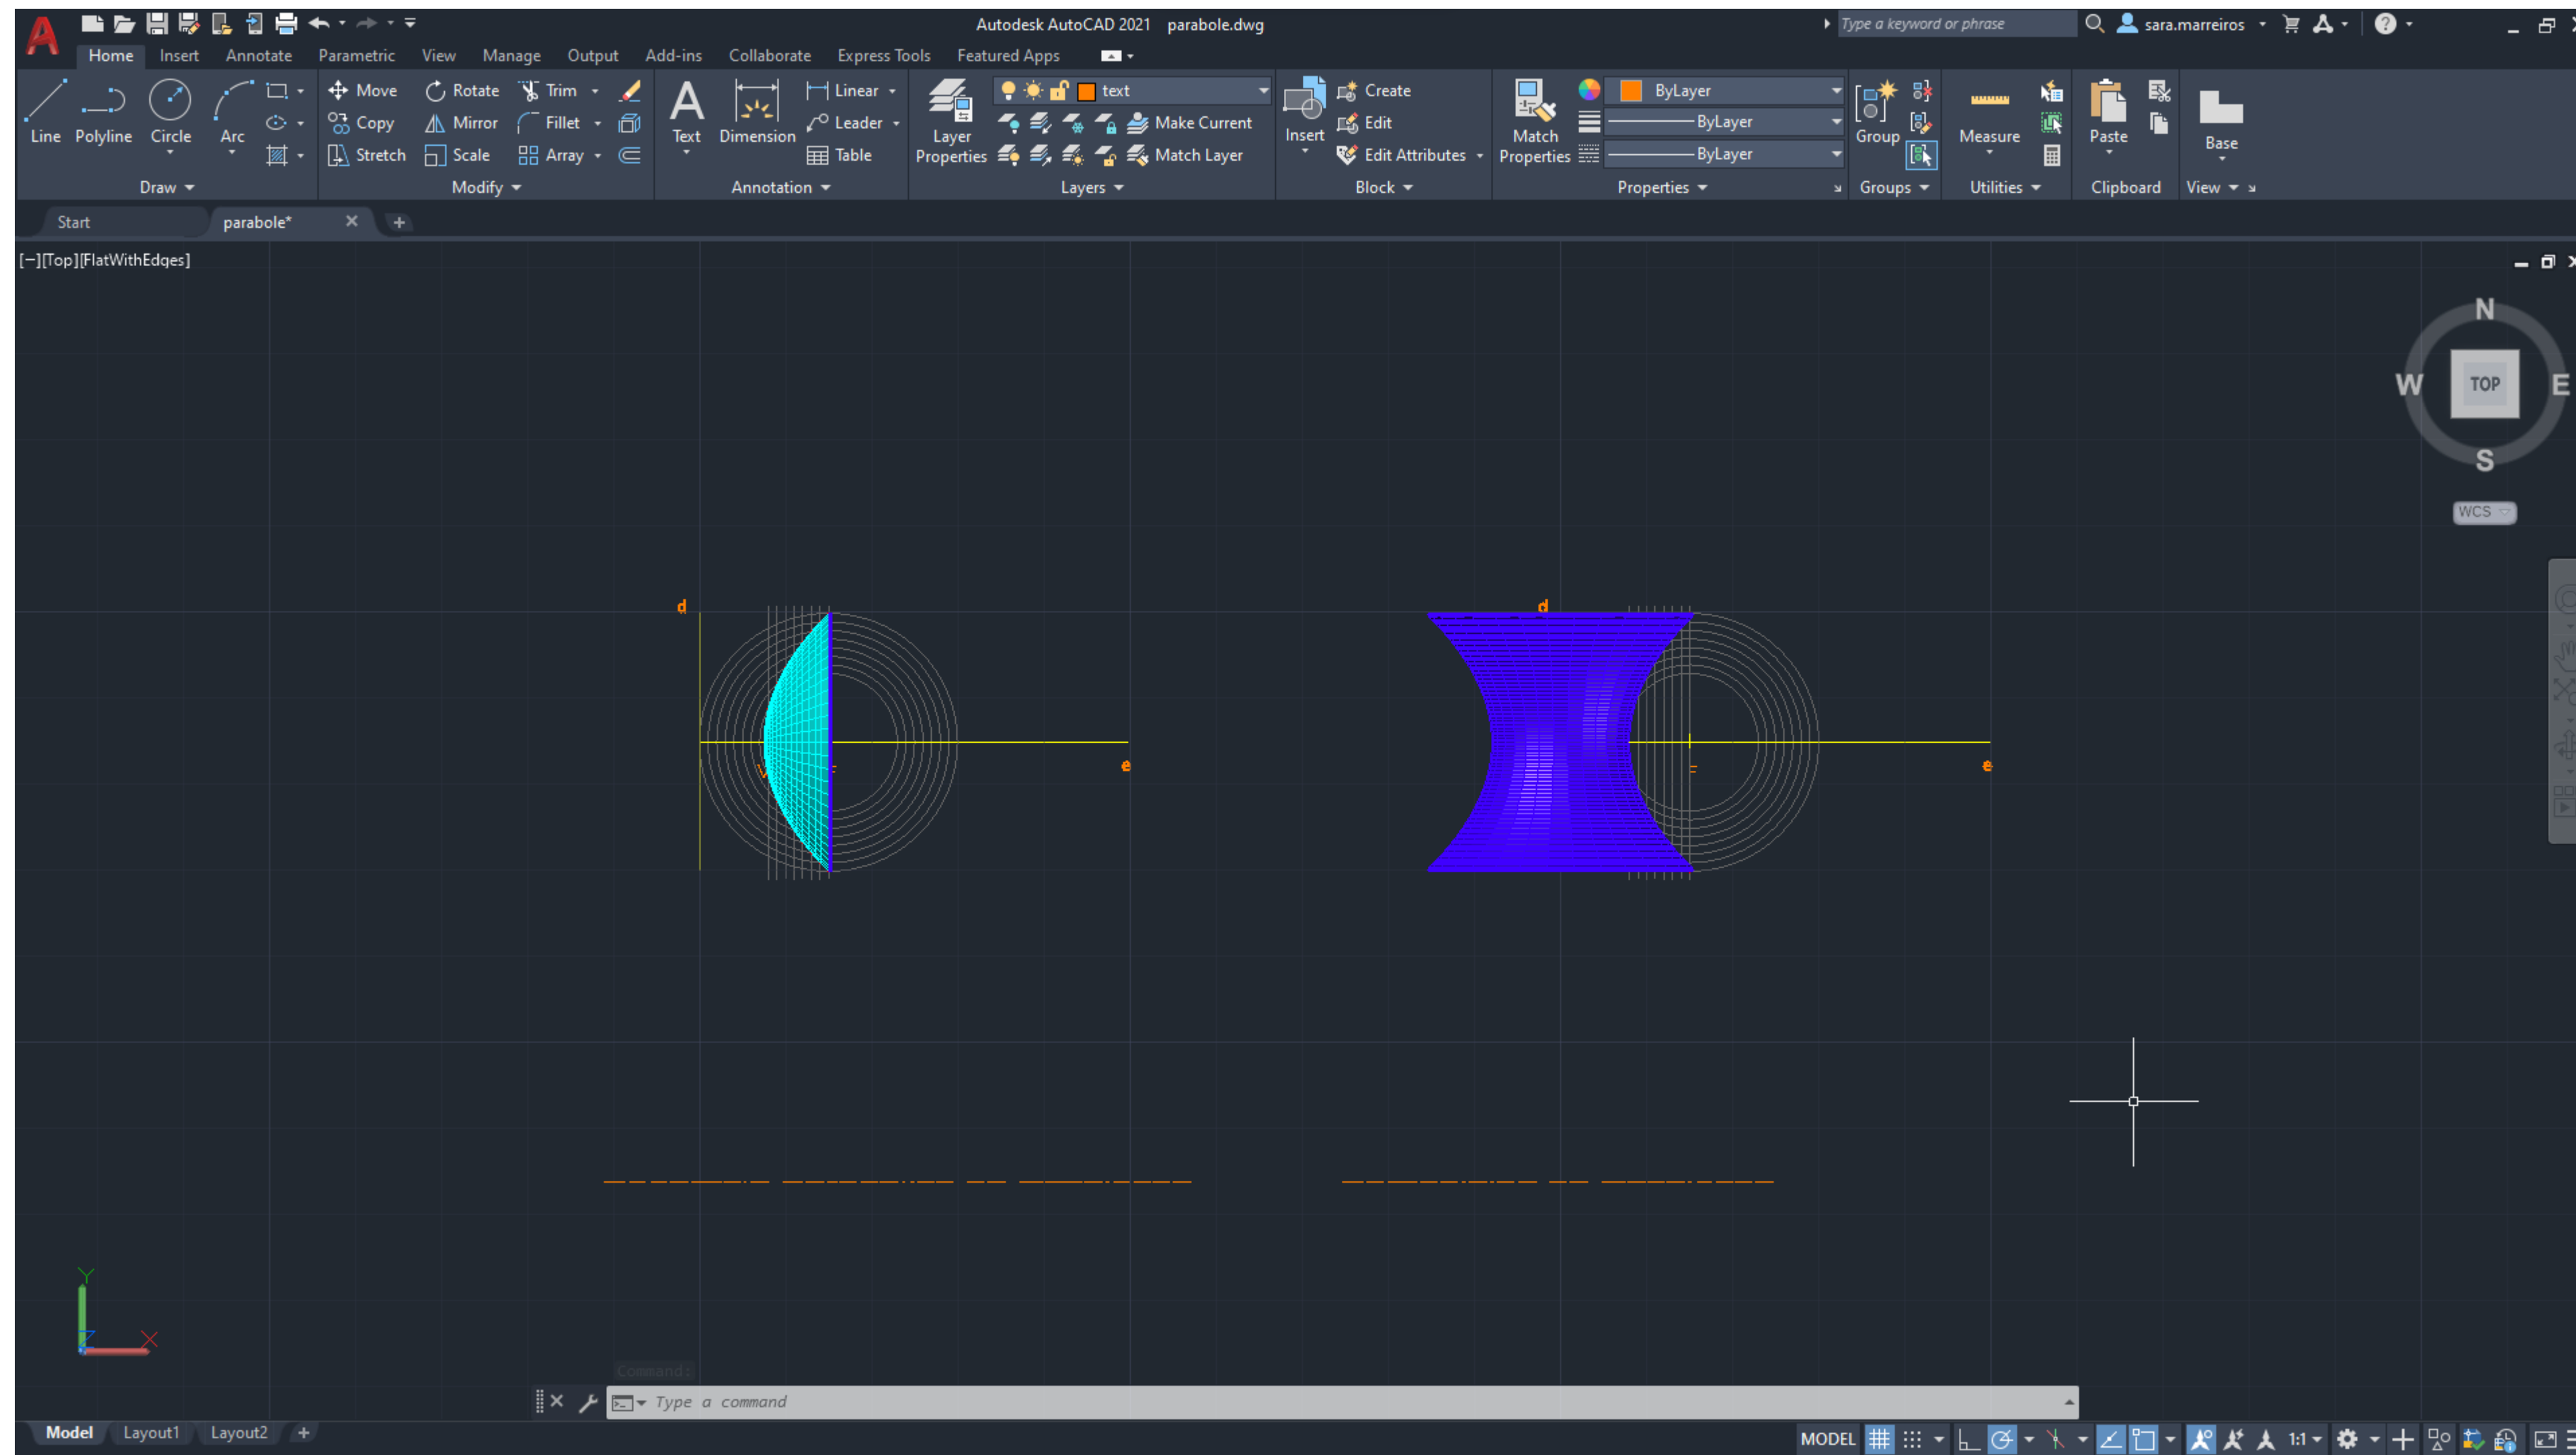 Autodesk AutoCAD 2021 parabole.dwg
Type a keyword or phrase
sara.marreiros
Home Insert Annotate Parametric View Manage Output Add-ins Collaborate Express Tools Featured Apps
Line Polyline Circle Arc
Draw
Move Rotate Trim
Copy Mirror Fillet
Stretch Scale Array
Modify
Text Dimension
Linear
Leader
Table
Annotation
Layer Properties
text
Make Current
Match Layer
Layers
Insert
Create
Edit
Edit Attributes
Block
Match Properties
ByLayer
ByLayer
ByLayer
Properties
Group
Groups
Measure
Utilities
Paste
Clipboard
Base
View
Start parabole*
[−][Top][FlatWithEdges]
N
W TOP E
S
WCS
d d
e e
Y
Z X
Command:
Type a command
Model Layout1 Layout2
MODEL 1:1